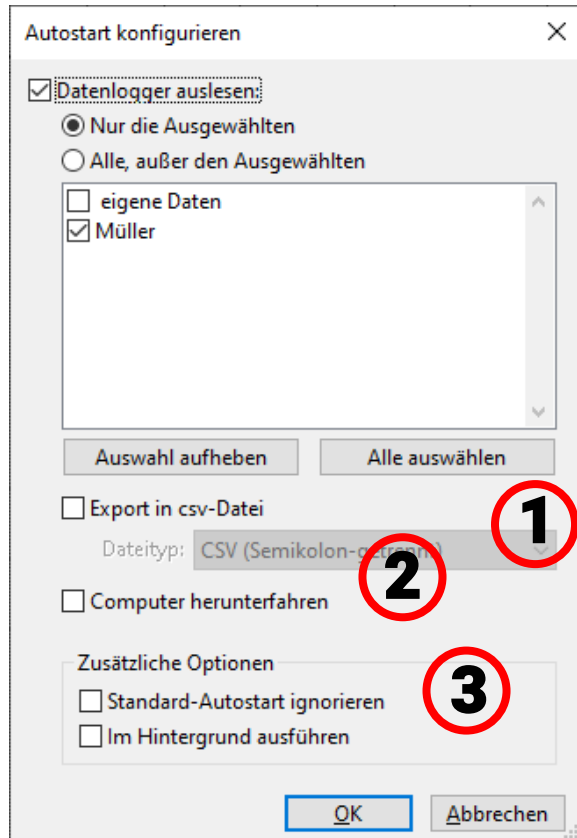 Autostart konfigurieren
Datenlogger auslesen:
Nur die Ausgewählten
Alle, außer den Ausgewählten
eigene Daten
Müller
Auswahl aufheben Alle auswählen
Export in csv-Datei
1
Dateityp: CSV (Semikolon-getrennt)
2
Computer herunterfahren
Zusätzliche Optionen
3
Standard-Autostart ignorieren
Im Hintergrund ausführen
OK Abbrechen